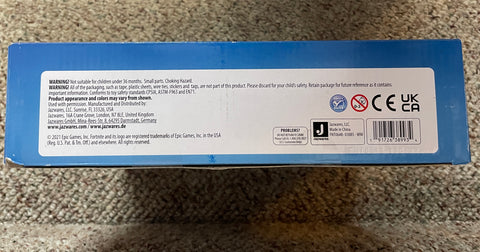 WARNING! Not suitable for children under 36 months. Small parts. Choking Hazard.
WARNING! All of the packaging, such as tape, plastic sheets, wire ties, stickers and tags, are not part of this product. Please discard for your child's safety. Retain package for future reference as it contains
information. Conforms to toy safety standards CPSIA, ASTM-F963 and EN71.
Product appearance and colors may vary from shown.
Used with permission. Manufactured and Distributed by:
Jazwares, LLC. Sunrise, FL 33326, USA
Jazwares, 16A Crane Grove, London, N7 8LE, United Kingdom
Jazwares GmbH, Mina-Rees-Str. 8, 64295 Darmstadt, Germany
www.jazwares.com www.jazwares.de
© 2021 Epic Games, Inc. Fortnite and its logo are registered trademarks of Epic Games, Inc. in the USA
(Reg. U.S. Pat. & Tm. Off.) and elsewhere. All rights reserved.
PROBLEMS?
J
Jazwares, LLC.
Made in China
CE
UK
CA